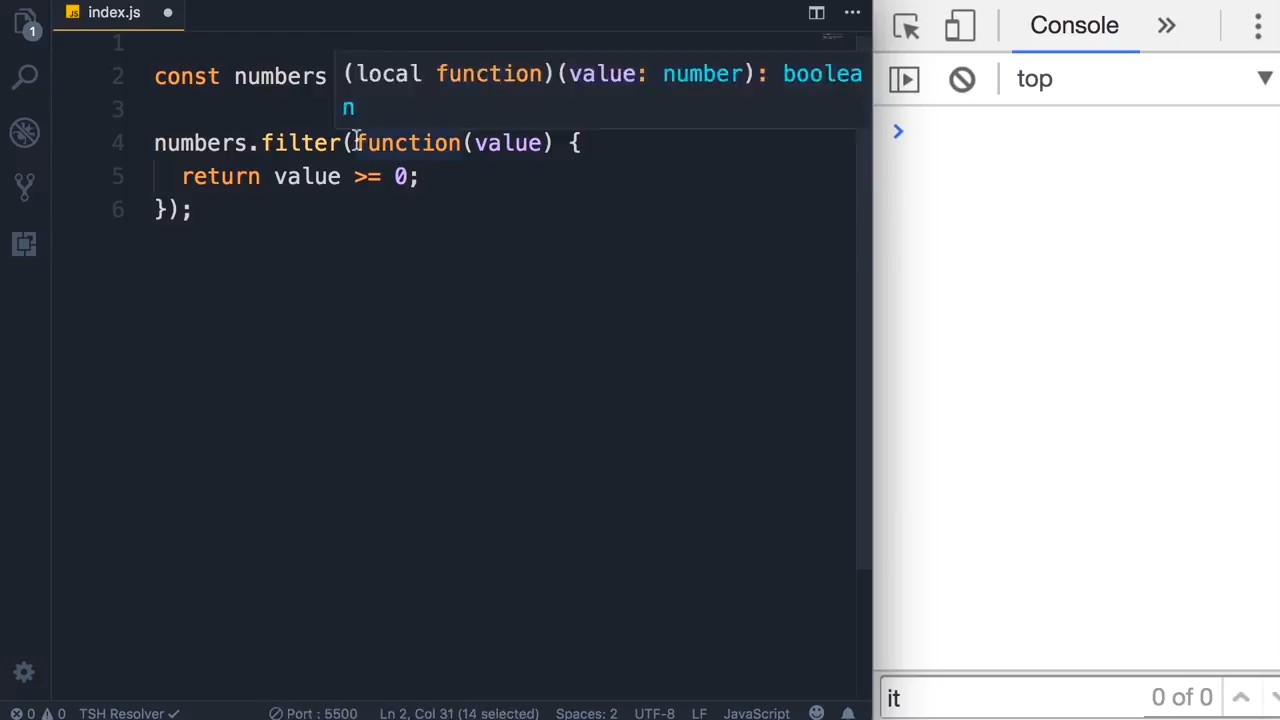 index.js
Console
1
top
1
2 const numbers
(local function)(value: number): boolea
n
3
4 numbers.filter(function(value) {
5 return value >= 0;
6 });
it
0 of 0
0 0 TSH Resolver Port : 5500 Ln 2, Col 31 (14 selected) Spaces: 2 UTF-8 LF JavaScript